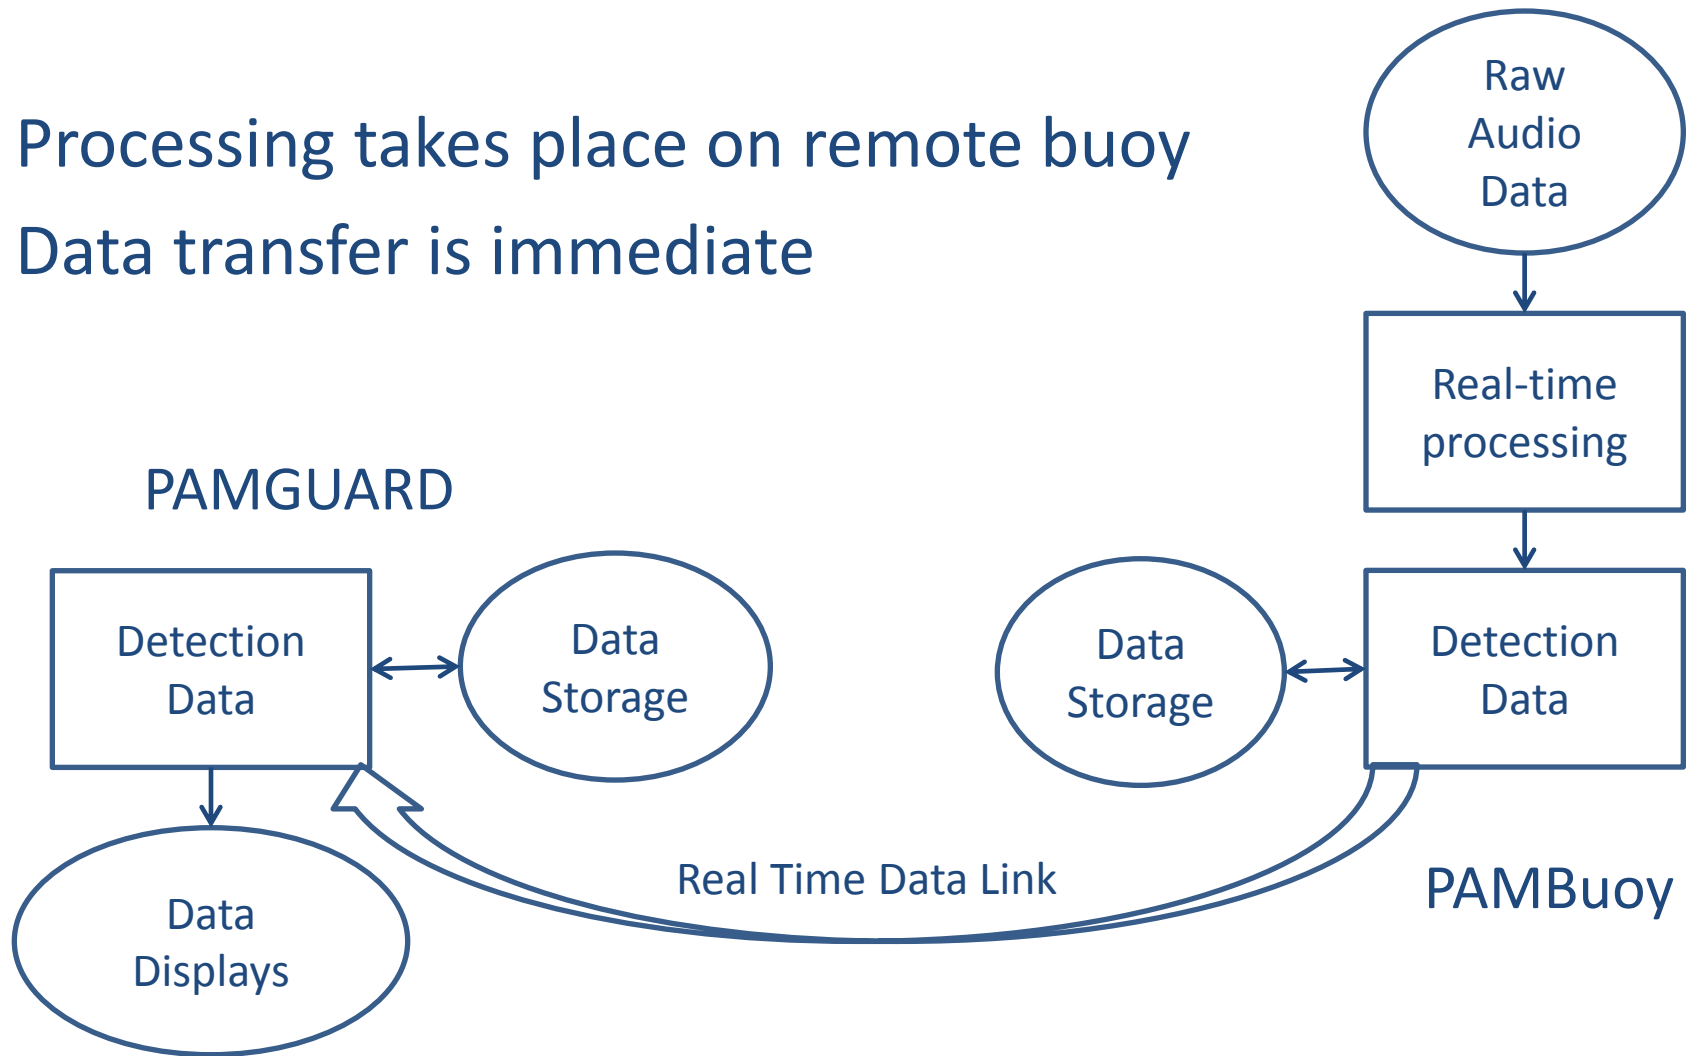 Processing takes place on remote buoy
Data transfer is immediate
Raw
Audio
Data
Real-time
processing
PAMGUARD
Detection
Data
Data
Storage
Data
Storage
Detection
Data
Real Time Data Link
PAMBuoy
Data
Displays